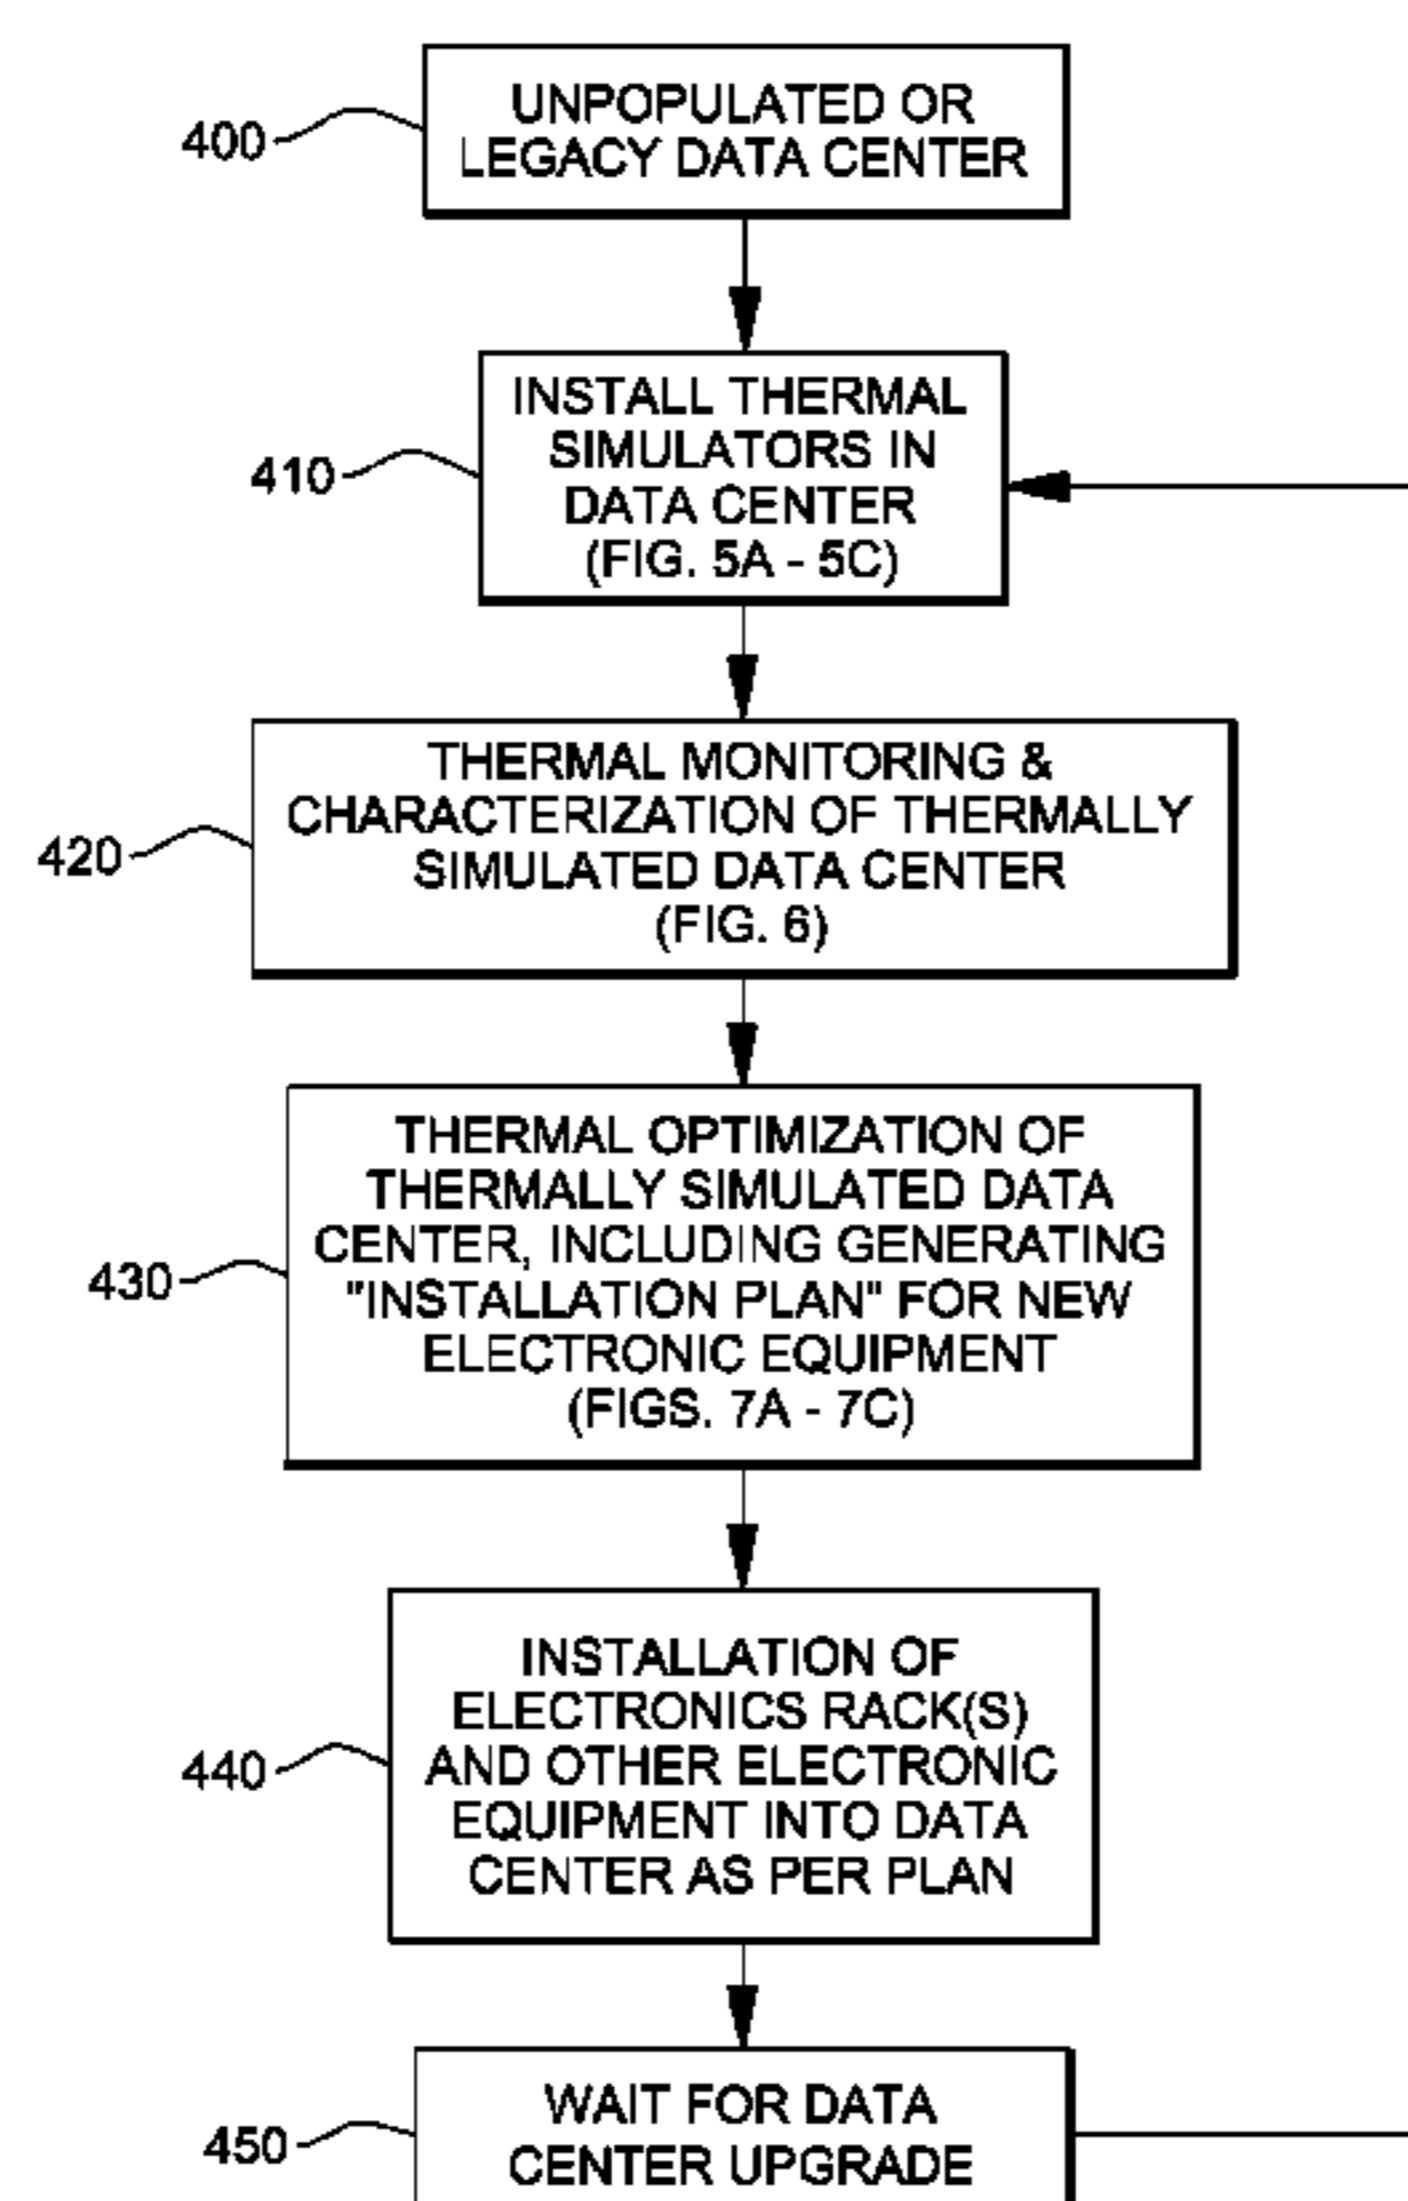 400
UNPOPULATED OR
LEGACY DATA CENTER
410
INSTALL THERMAL
SIMULATORS IN
DATA CENTER
(FIG. 5A - 5C)
420
THERMAL MONITORING &
CHARACTERIZATION OF THERMALLY
SIMULATED DATA CENTER
(FIG. 6)
430
THERMAL OPTIMIZATION OF
THERMALLY SIMULATED DATA
CENTER, INCLUDING GENERATING
"INSTALLATION PLAN" FOR NEW
ELECTRONIC EQUIPMENT
(FIGS. 7A - 7C)
440
INSTALLATION OF
ELECTRONICS RACK(S)
AND OTHER ELECTRONIC
EQUIPMENT INTO DATA
CENTER AS PER PLAN
450
WAIT FOR DATA
CENTER UPGRADE